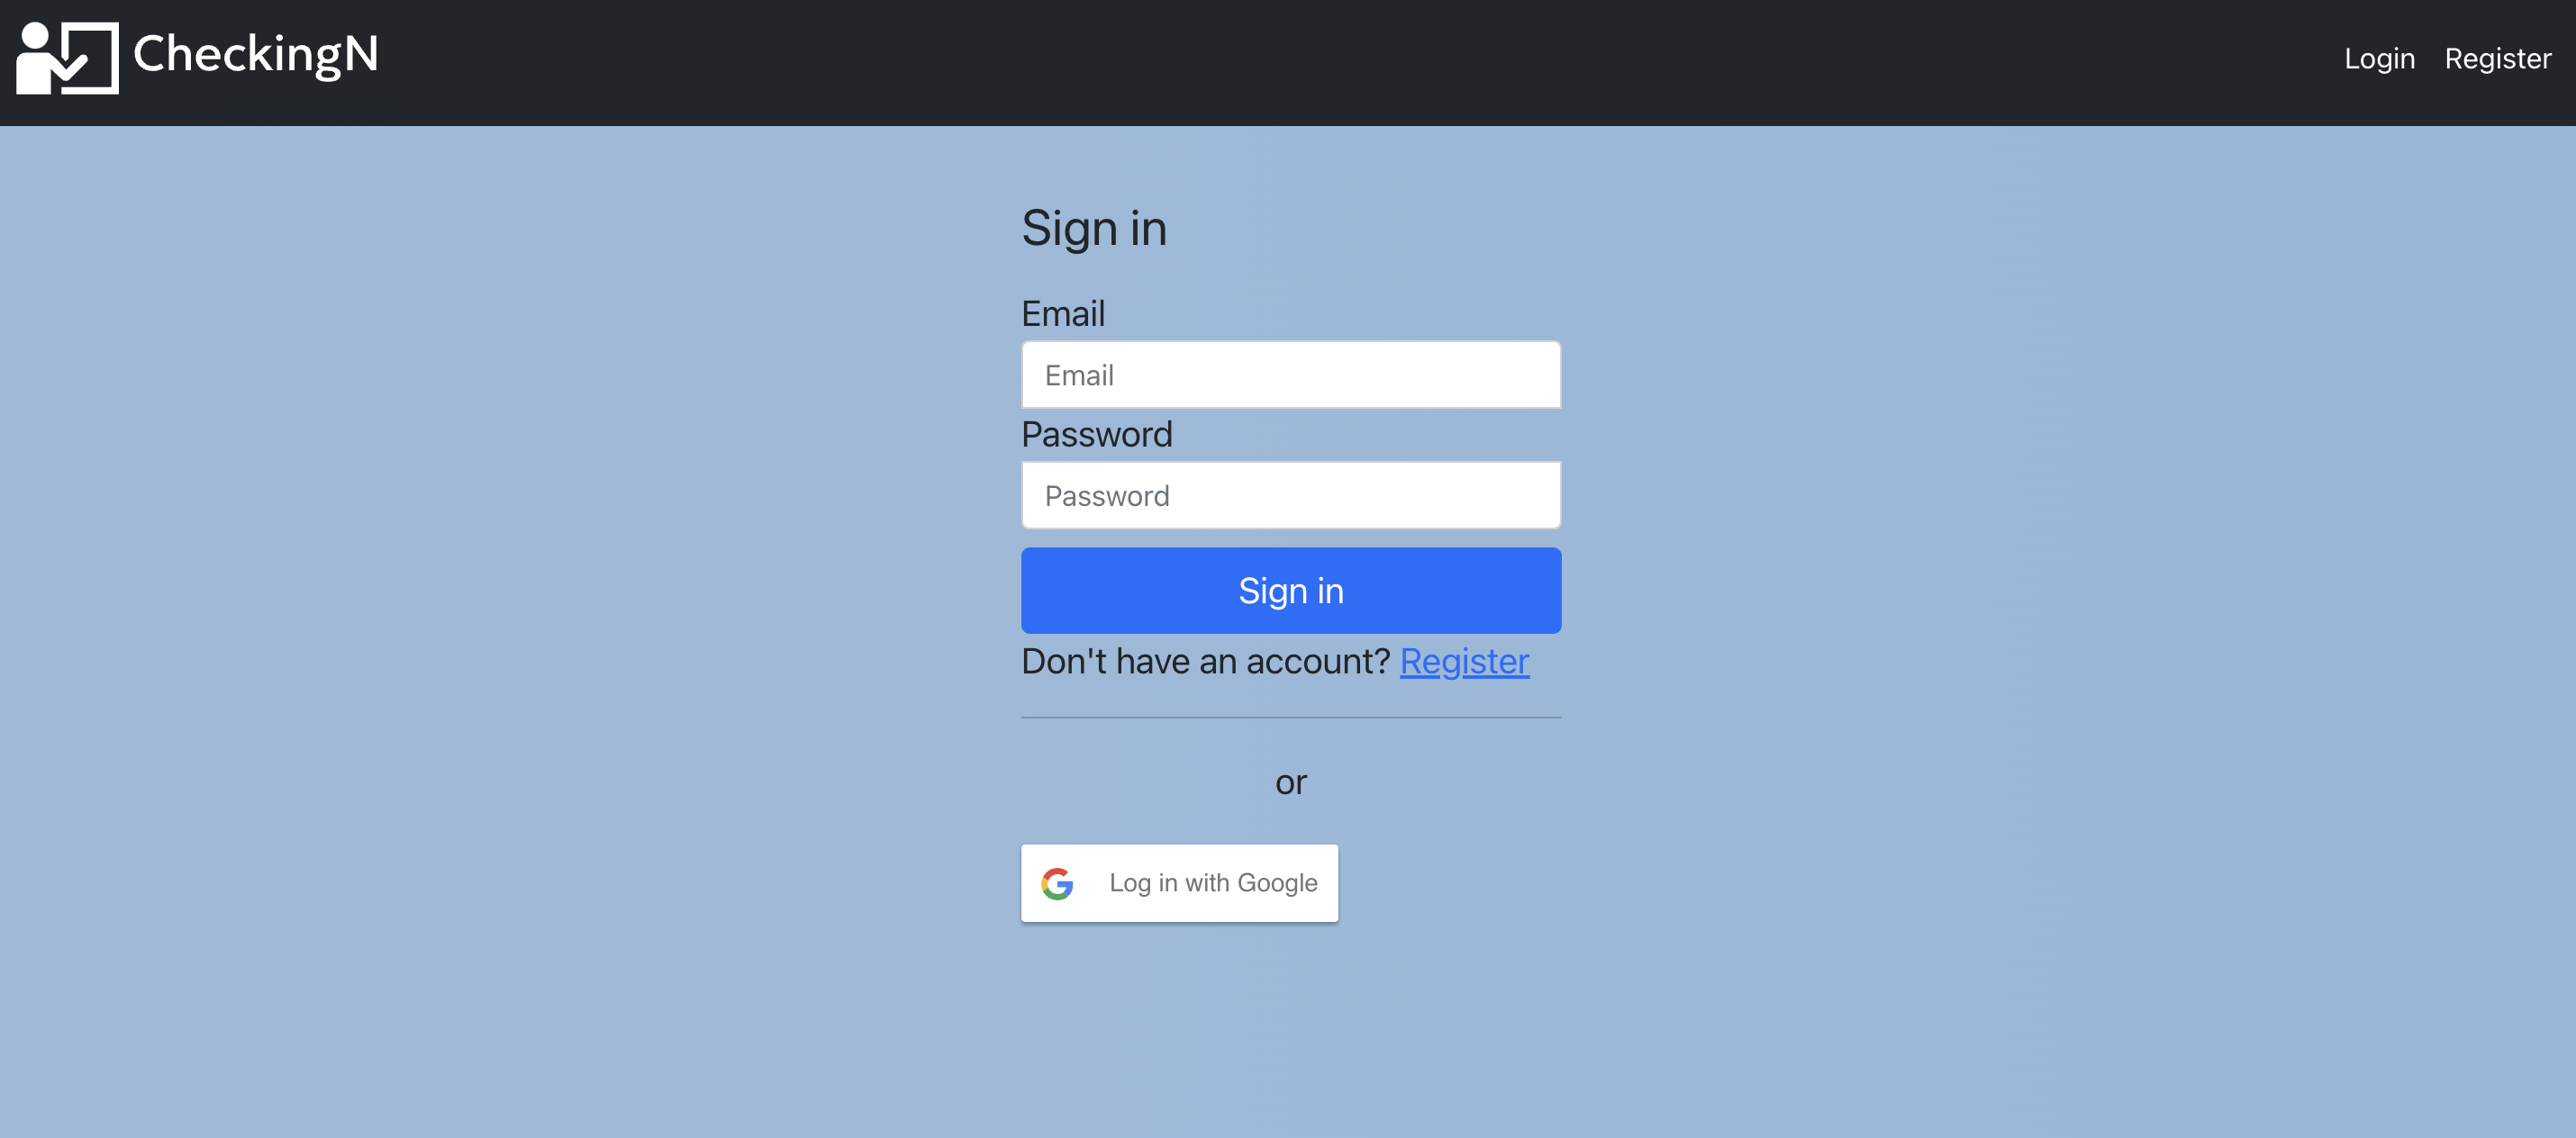 CheckingN
Login Register
Sign in
Email
Email
Password
Password
Sign in
Don't have an account? Register
or
Log in with Google